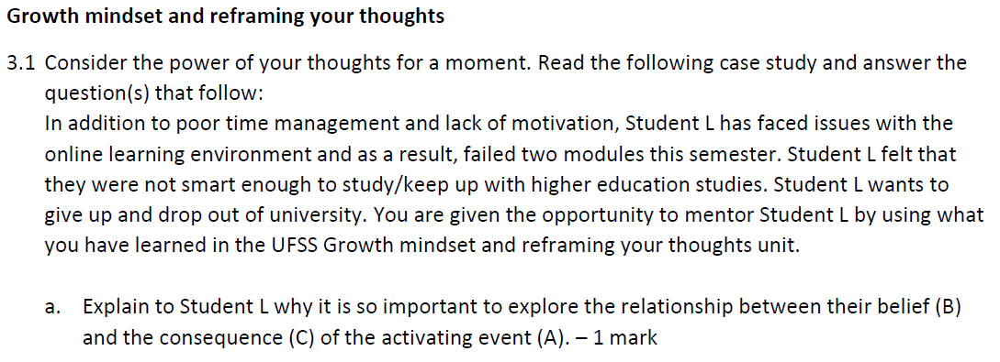 Growth mindset and reframing your thoughts
3.1 Consider the power of your thoughts for a moment. Read the following case study and answer the
question(s) that follow:
In addition to poor time management and lack of motivation, Student L has faced issues with the
online learning environment and as a result, failed two modules this semester. Student L felt that
they were not smart enough to study/keep up with higher education studies. Student L wants to
give up and drop out of university. You are given the opportunity to mentor Student L by using what
you have learned in the UFSS Growth mindset and reframing your thoughts unit.
a. Explain to Student L why it is so important to explore the relationship between their belief (B)
and the consequence (C) of the activating event (A). – 1 mark